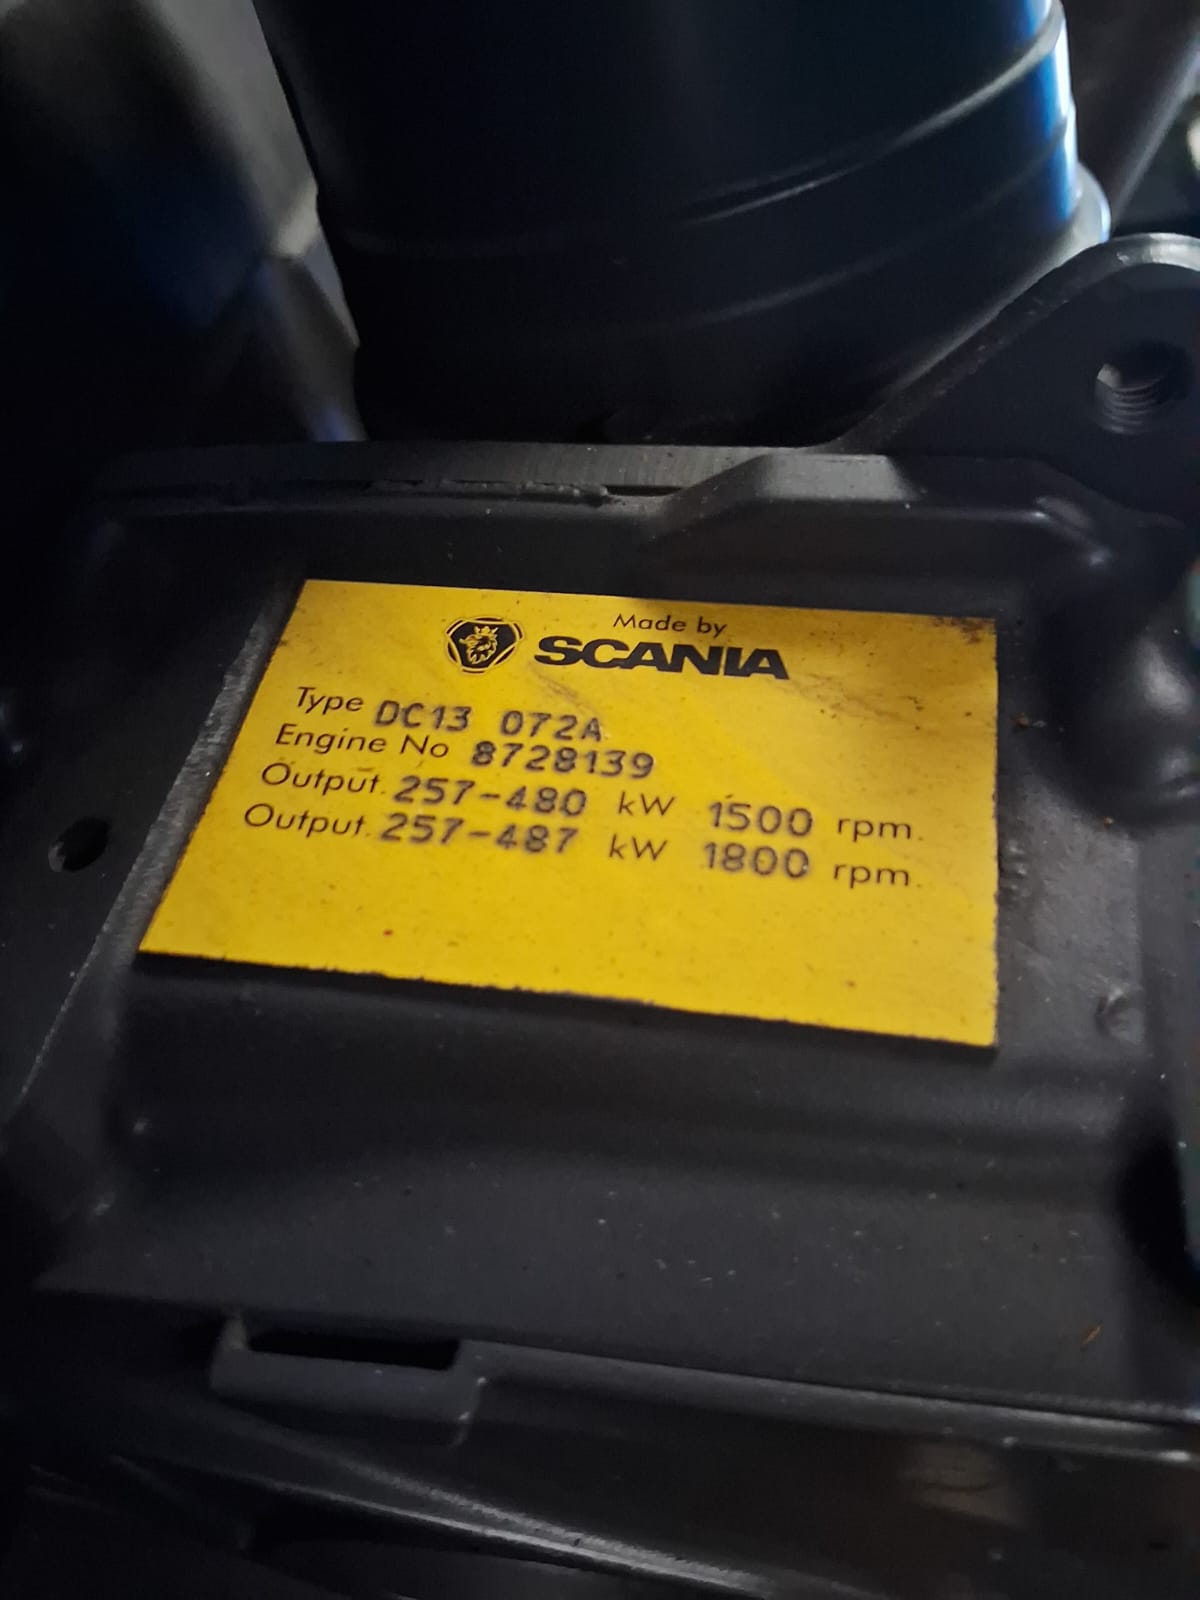 Made by
SCANIA
Type DC13 072A
Engine No 8728139
Output. 257-480 kW 1500 rpm.
Output. 257-487 kW 1800 rpm.